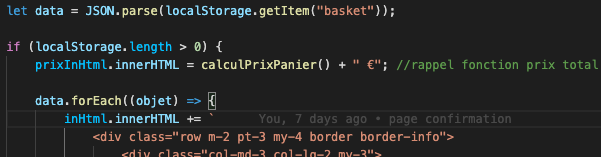 let data = JSON.parse(localStorage.getItem("basket"));
if (localStorage.length > 0) {
prixInHtml.innerHTML = calculPrixPanier() + " €"; //rappel fonction prix total
data.forEach((objet) => {
inHtml.innerHTML += ` You, 7 days ago • page confirmation
<div class="row m-2 pt-3 my-4 border border-info">
<div class="col-md-3 col-lg-2 my-3">